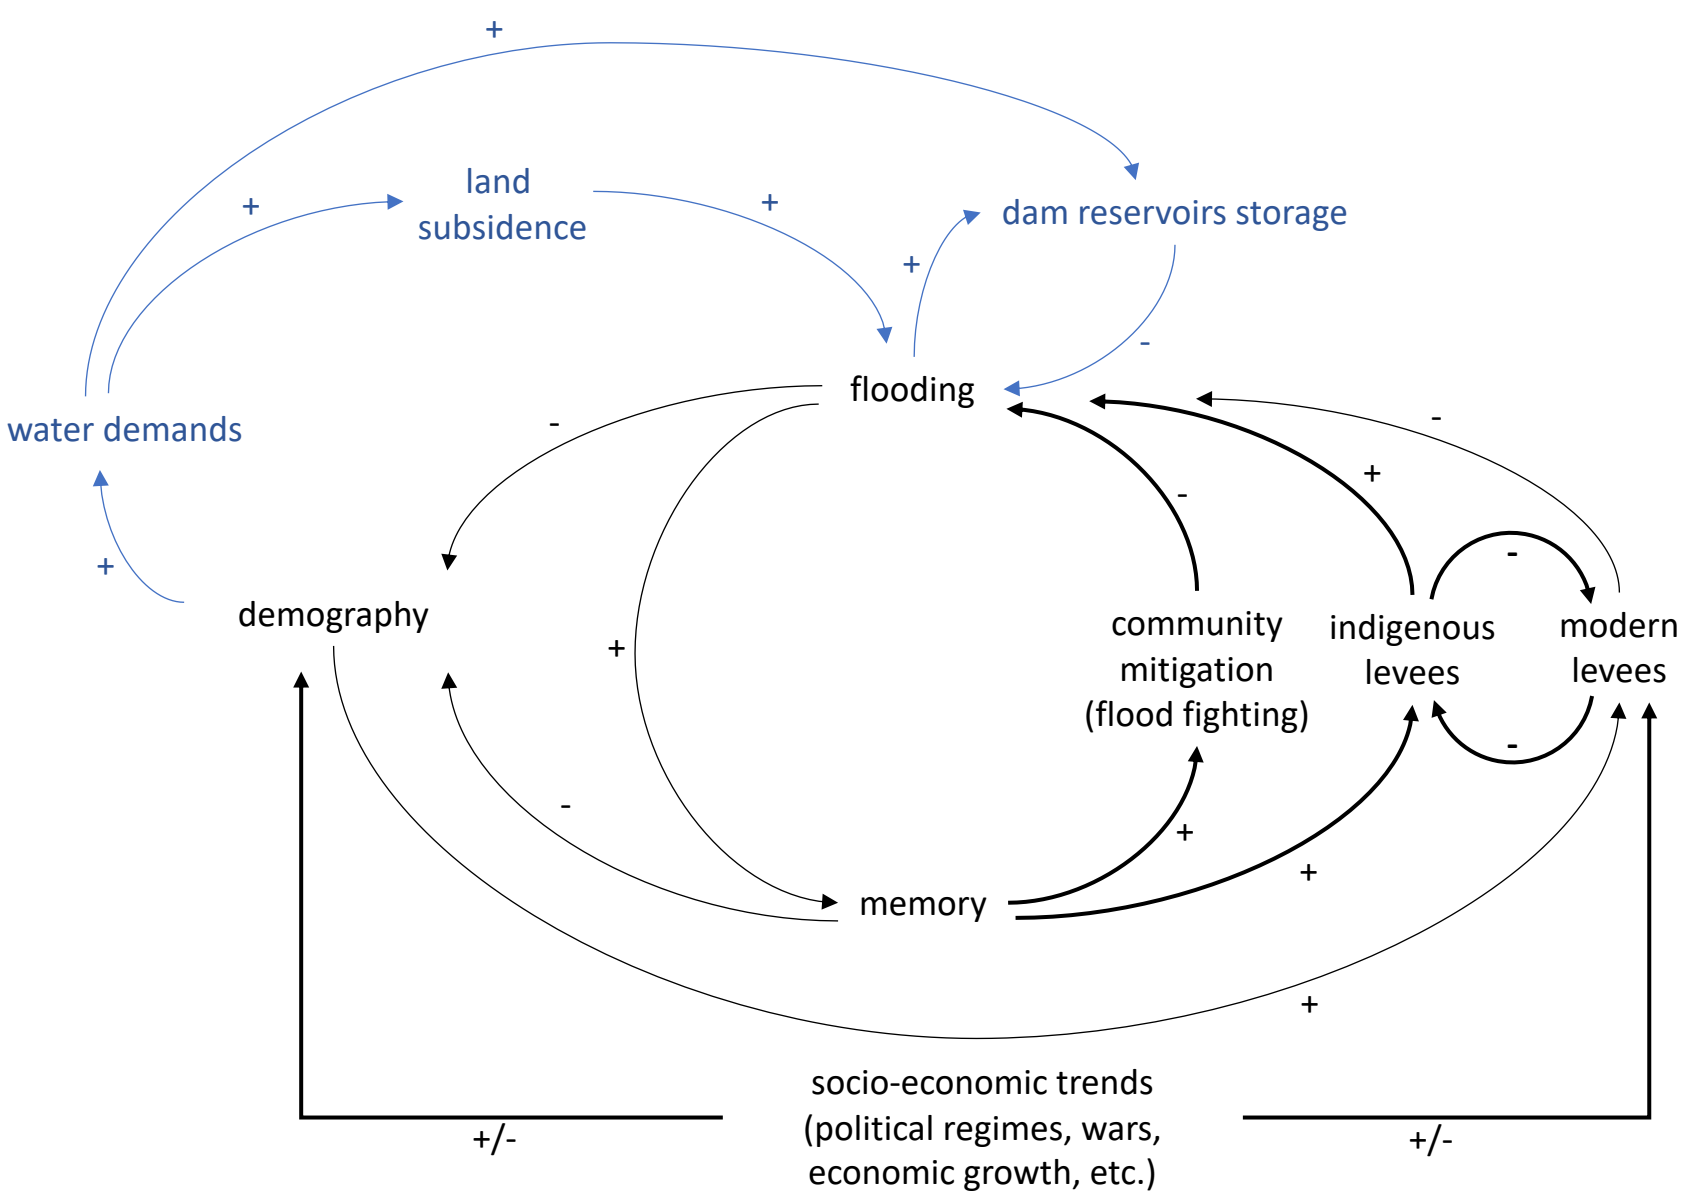 +
land
subsidence
+
+
dam reservoirs storage
+
-
flooding
water demands
-
-
+
-
+
-
demography
+
community
mitigation
(flood fighting)
indigenous
levees
modern
levees
-
-
+
+
memory
+
socio-economic trends
(political regimes, wars,
economic growth, etc.)
+/-
+/-